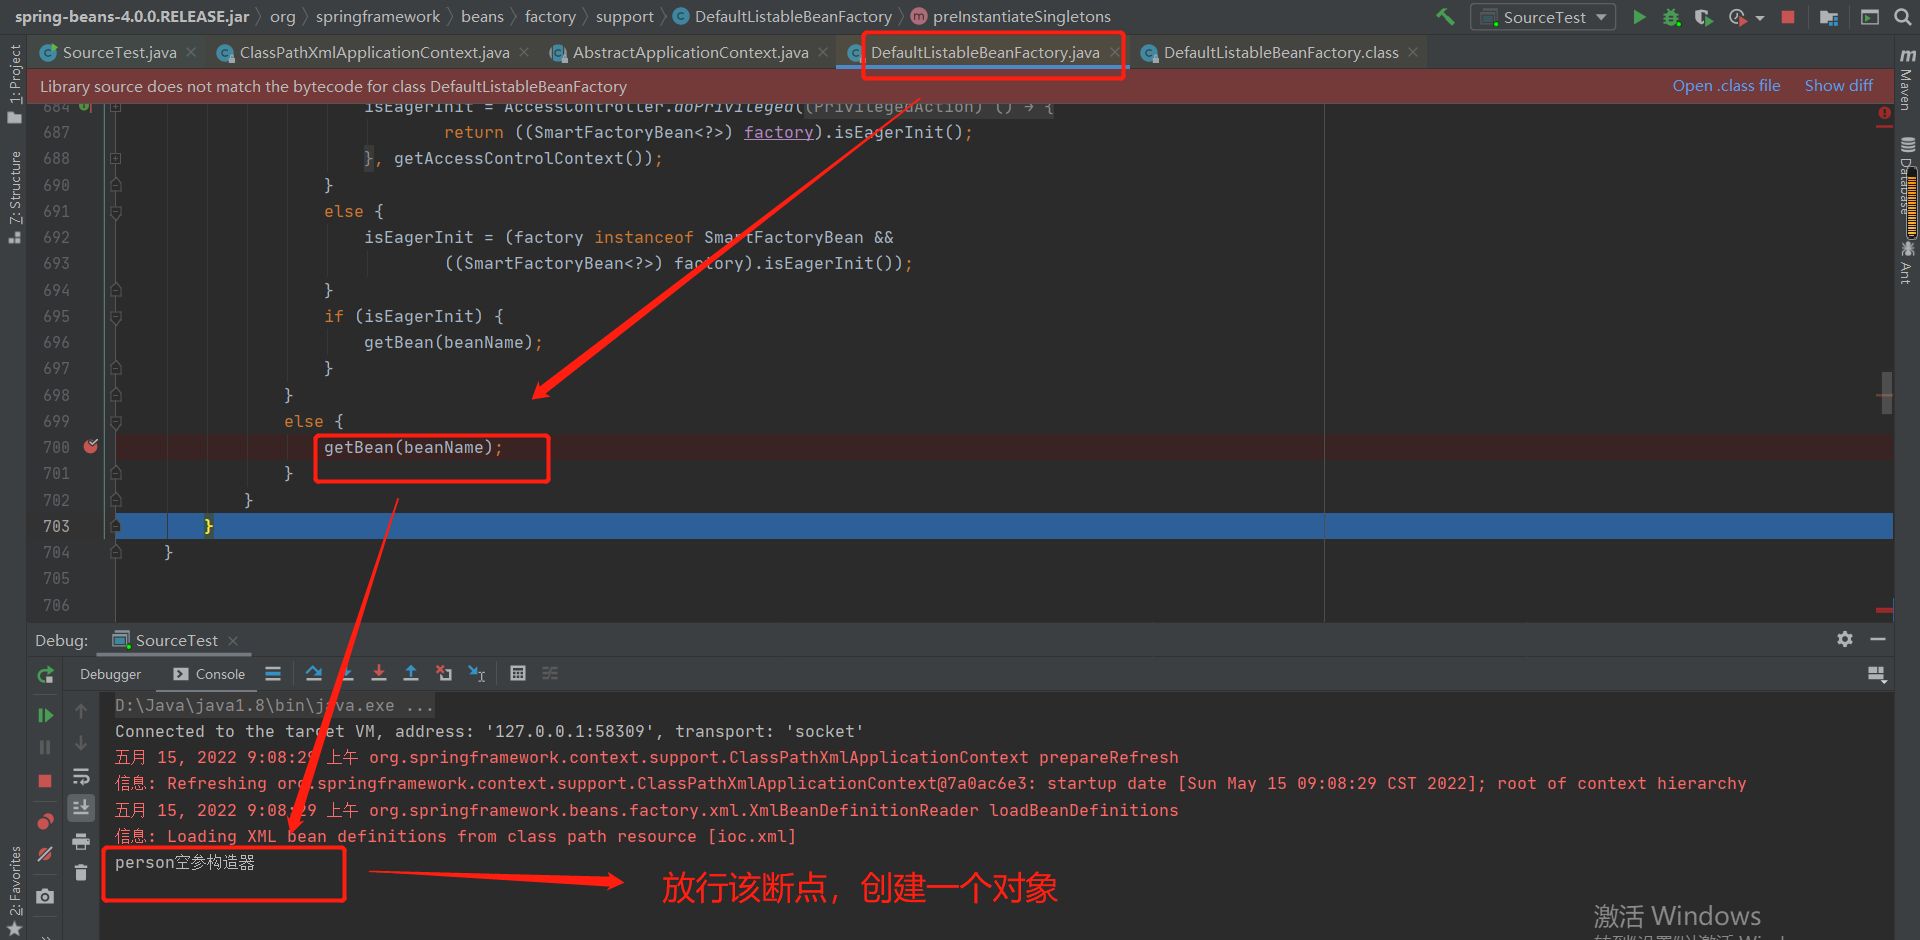 spring-beans-4.0.0.RELEASE.jar org springframework beans factory support DefaultListableBeanFactory preInstantiateSingletons SourceTest
SourceTest.java ClassPathXmlApplicationContext.java AbstractApplicationContext.java DefaultListableBeanFactory.java DefaultListableBeanFactory.class
Library source does not match the bytecode for class DefaultListableBeanFactory Open .class file Show diff
684 isEagerInit = AccessController.doPrivileged((PrivilegedAction) () → {
687 return ((SmartFactoryBean<?>) factory).isEagerInit();
688 }, getAccessControlContext());
690 }
691 else {
692 isEagerInit = (factory instanceof SmartFactoryBean &&
693 ((SmartFactoryBean<?>) factory).isEagerInit());
694 }
695 if (isEagerInit) {
696 getBean(beanName);
697 }
698 }
699 else {
700 getBean(beanName);
701 }
702 }
703 }
704 }
705
706
1: Project
7: Structure
2: Favorites
Maven
Database
Ant
Debug: SourceTest
Debugger Console
D:\Java\java1.8\bin\java.exe ...
Connected to the target VM, address: '127.0.0.1:58309', transport: 'socket'
五月 15, 2022 9:08:29 上午 org.springframework.context.support.ClassPathXmlApplicationContext prepareRefresh
信息: Refreshing org.springframework.context.support.ClassPathXmlApplicationContext@7a0ac6e3: startup date [Sun May 15 09:08:29 CST 2022]; root of context hierarchy
五月 15, 2022 9:08:29 上午 org.springframework.beans.factory.xml.XmlBeanDefinitionReader loadBeanDefinitions
信息: Loading XML bean definitions from class path resource [ioc.xml]
person空参构造器
放行该断点，创建一个对象
激活 Windows